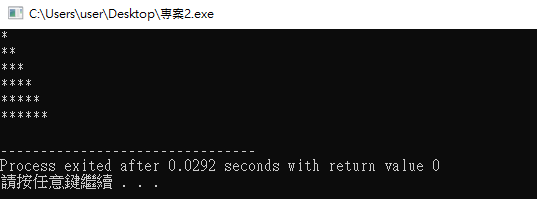 C:\Users\user\Desktop\專案2.exe
*
**
***
****
*****
******
--------------------------------
Process exited after 0.0292 seconds with return value 0
請按任意鍵繼續 . . .